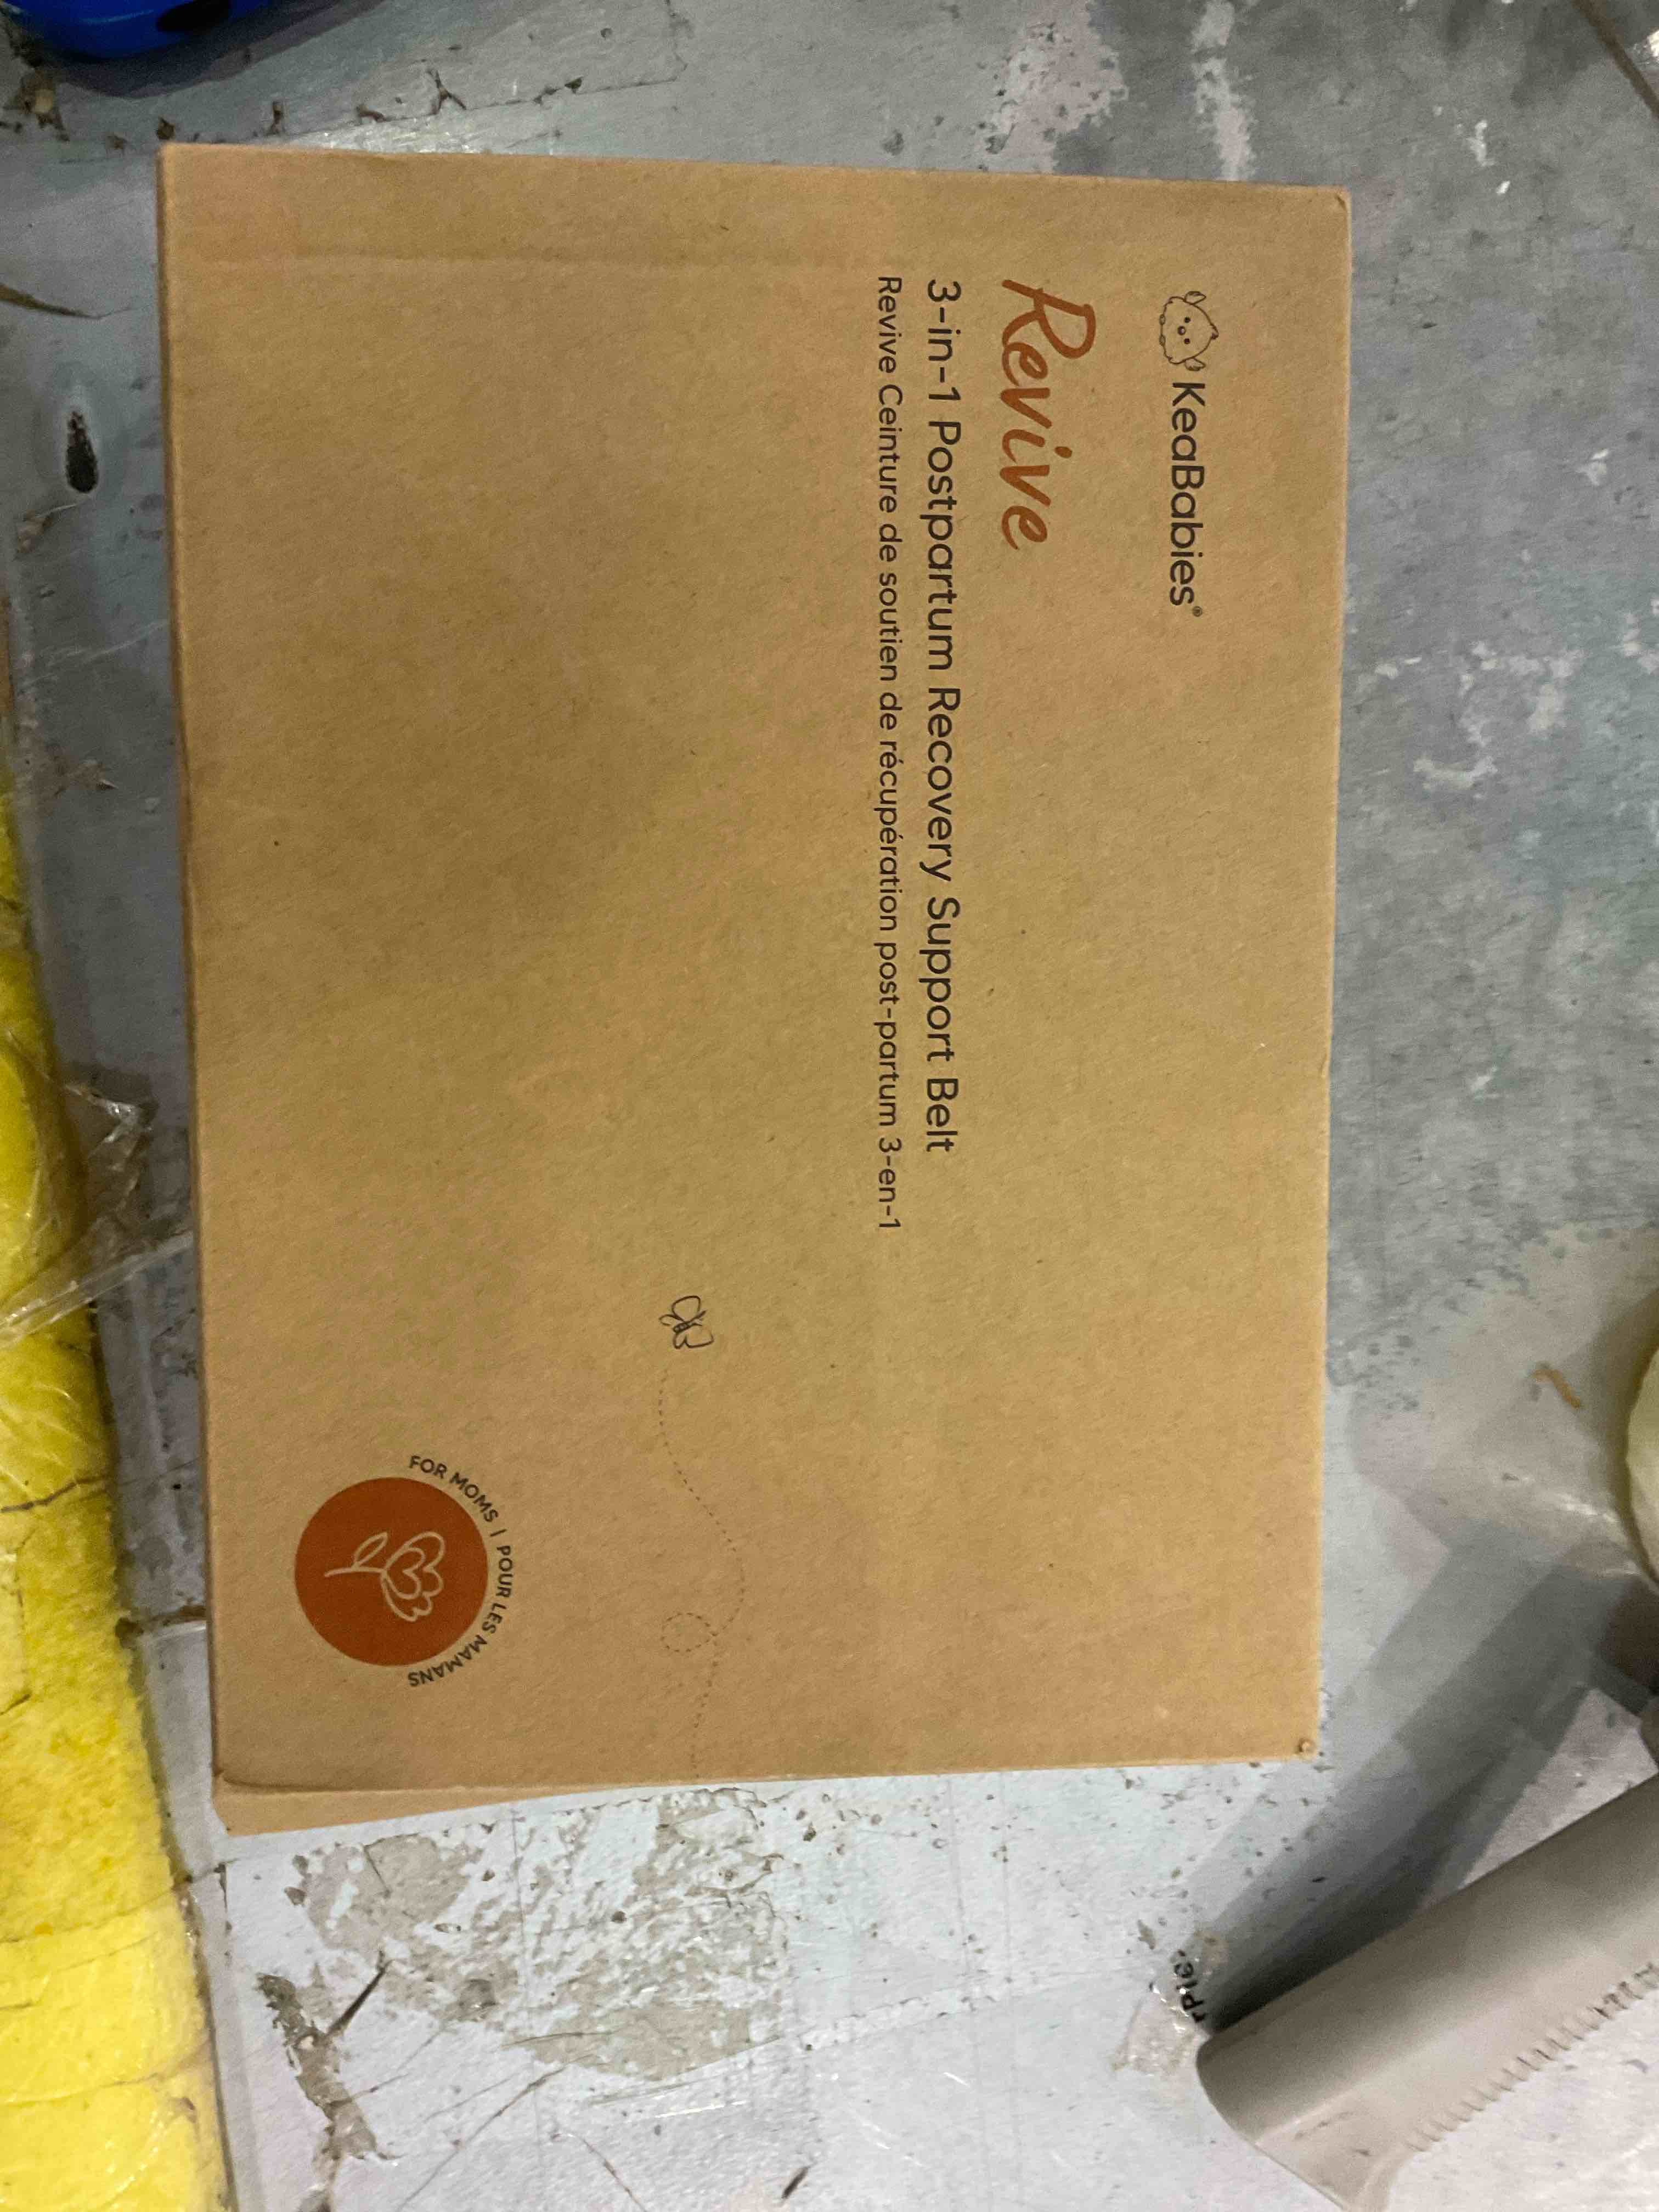 KeaBabies®
Revive
3-in-1 Postpartum Recovery Support Belt
Revive Ceinture de soutien de récupération post-partum 3-en-1
FOR MOMS | POUR LES MAMANS